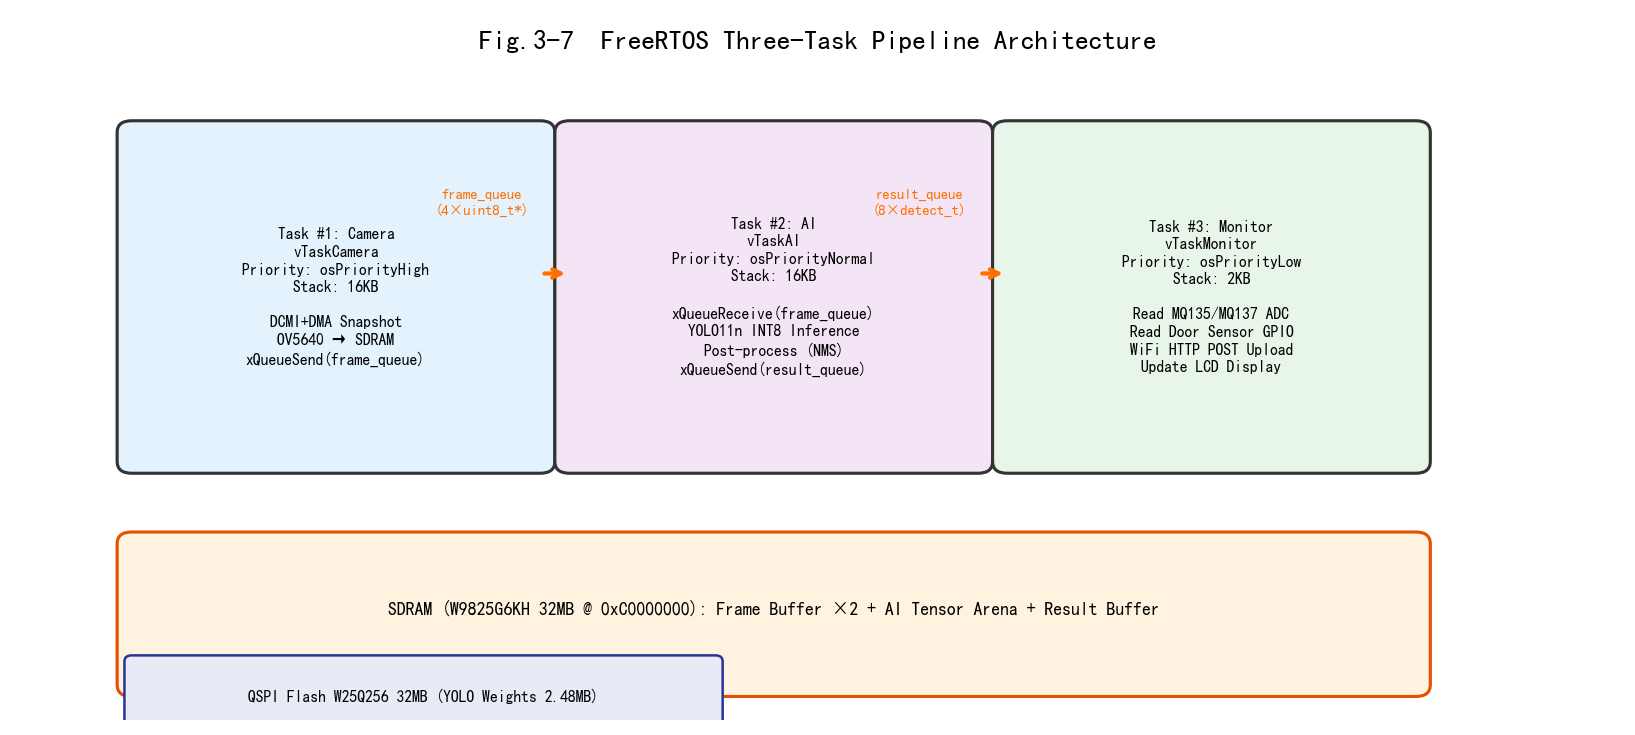 Fig.3-7  FreeRTOS Three-Task Pipeline Architecture
frame_queue
(4×uint8_t*)
Task #1: Camera
vTaskCamera
Priority: osPriorityHigh
Stack: 16KB
DCMI+DMA Snapshot
OV5640 → SDRAM
xQueueSend(frame_queue)
result_queue
(8×detect_t)
Task #2: AI
vTaskAI
Priority: osPriorityNormal
Stack: 16KB
xQueueReceive(frame_queue)
YOLO11n INT8 Inference
Post-process (NMS)
xQueueSend(result_queue)
Task #3: Monitor
vTaskMonitor
Priority: osPriorityLow
Stack: 2KB
Read MQ135/MQ137 ADC
Read Door Sensor GPIO
WiFi HTTP POST Upload
Update LCD Display
SDRAM (W9825G6KH 32MB @ 0xC0000000): Frame Buffer ×2 + AI Tensor Arena + Result Buffer
QSPI Flash W25Q256 32MB (YOLO Weights 2.48MB)